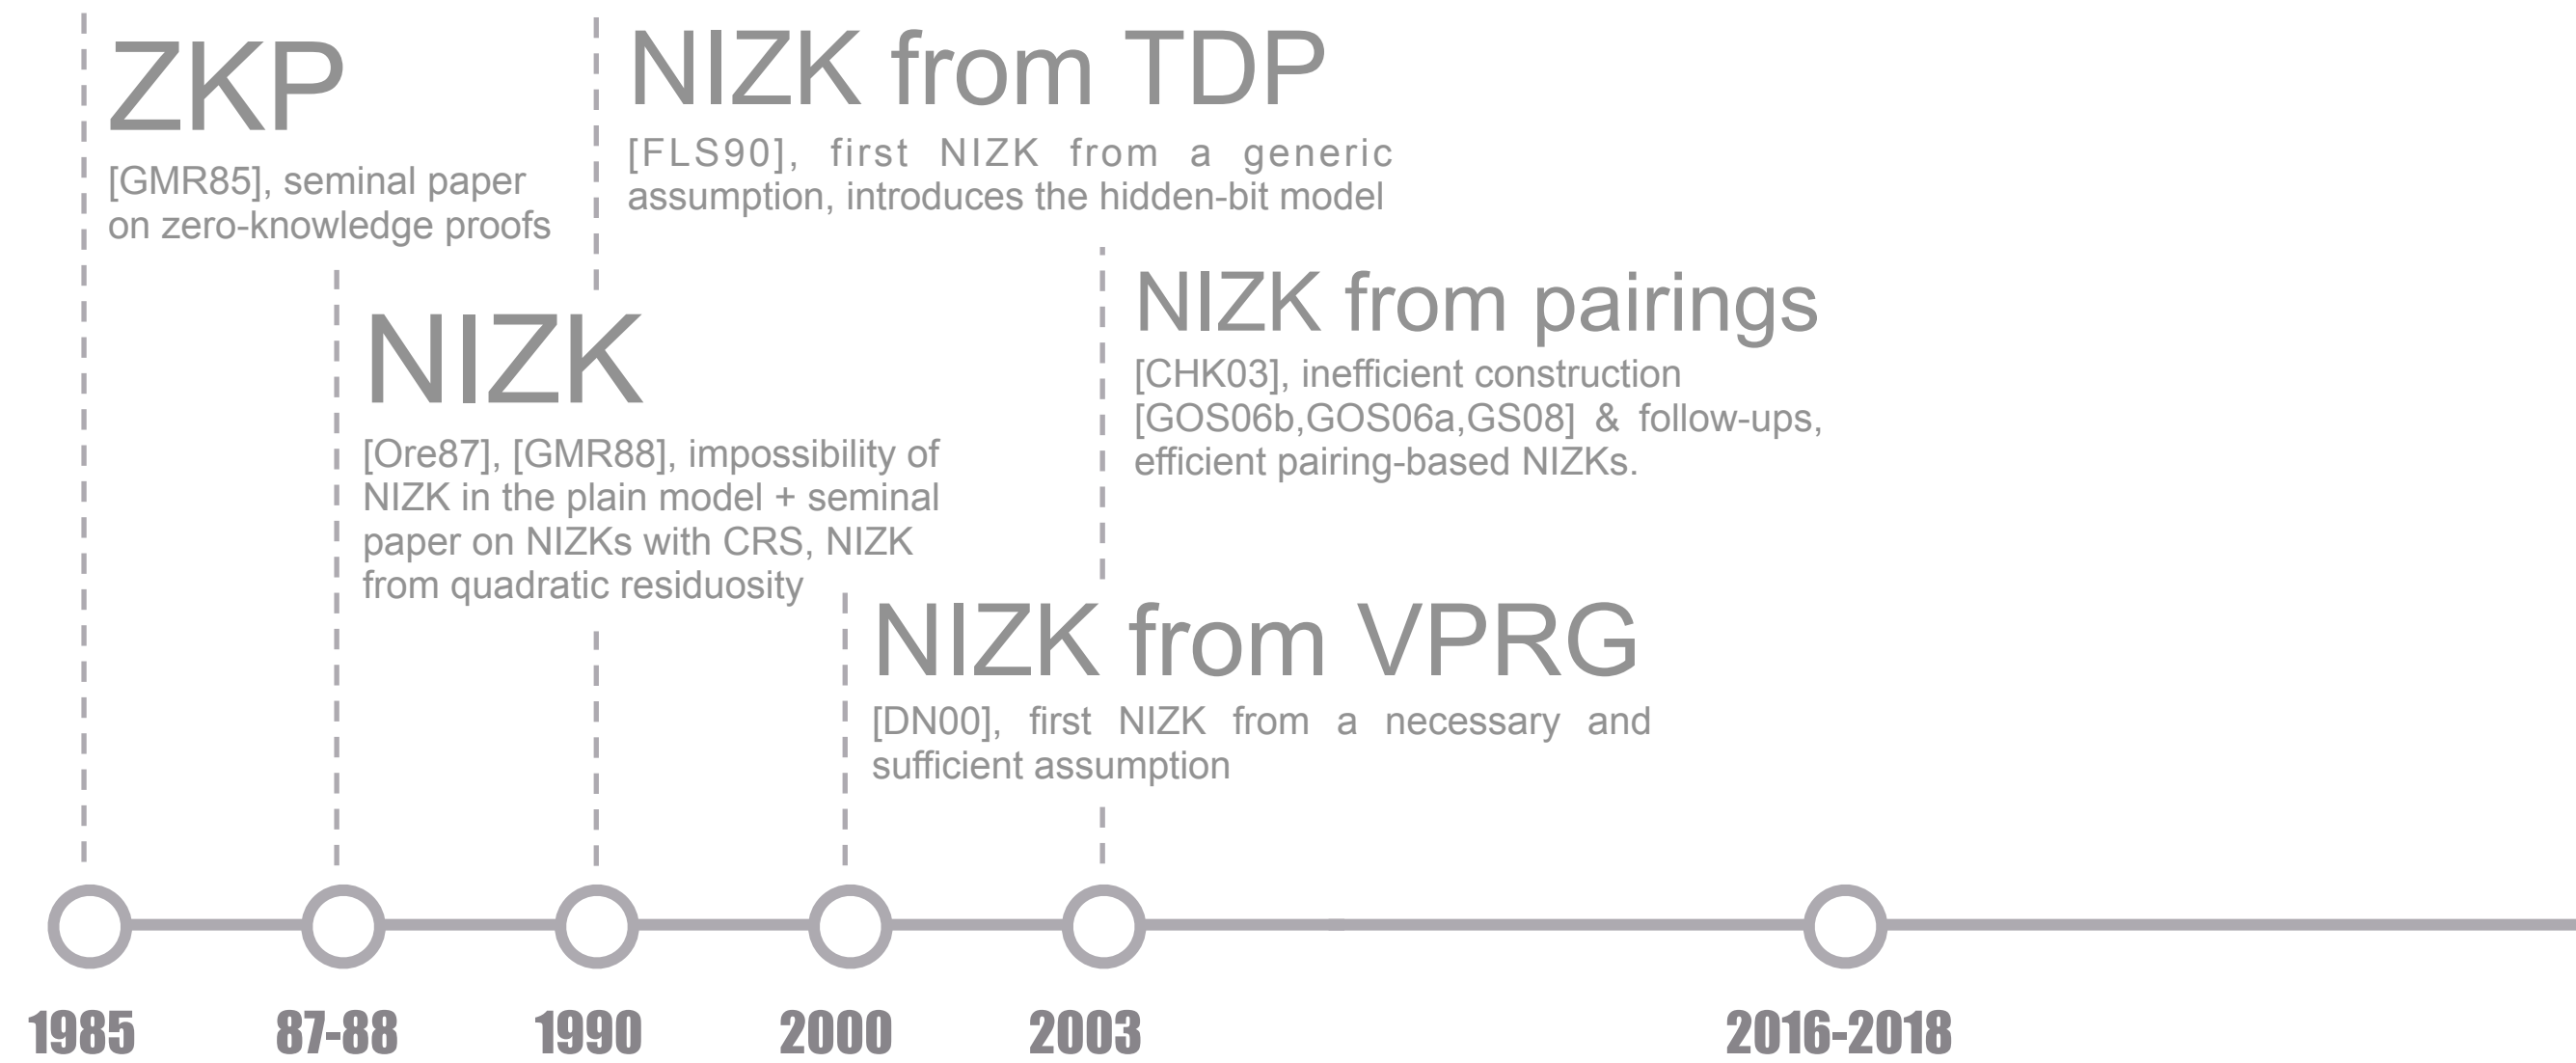 ZKP
[GMR85], seminal paper
on zero-knowledge proofs
NIZK from TDP
[FLS90], first NIZK from a generic
assumption, introduces the hidden-bit model
NIZK
[Ore87], [GMR88], impossibility of
NIZK in the plain model + seminal
paper on NIZKs with CRS, NIZK
from quadratic residuosity
NIZK from pairings
[CHK03], inefficient construction
[GOS06b,GOS06a,GS08] & follow-ups,
efficient pairing-based NIZKs.
NIZK from VPRG
[DN00], first NIZK from a necessary and
sufficient assumption
1985
87-88
1990
2000
2003
2016-2018